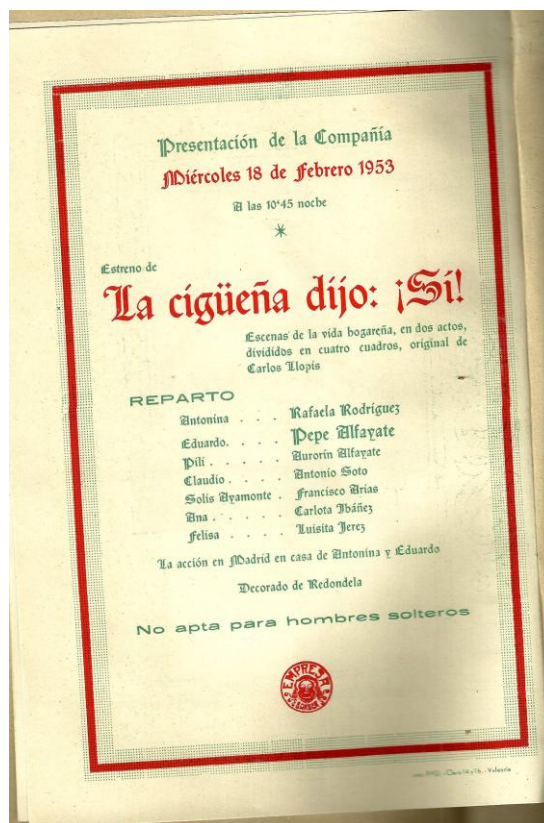 Presentación de la Compañía
Miércoles 18 de Febrero 1953
A las 10'45 noche
Estreno de
La cigüeña dijo: ¡Sí!
Escenas de la vida hogareña, en dos actos,
divididos en cuatro cuadros, original de
Carlos Llopis
REPARTO
Antonina . . . Rafaela Rodríguez
Eduardo. . . . Pepe Alfayate
Pili . . . . . Aurorín Alfayate
Claudio . . . . Antonio Soto
Solis Ayamonte . Francisco Arias
Ana . . . . . Carlota Ibáñez
Felisa . . . . Luisita Jerez
La acción en Madrid en casa de Antonina y Eduardo
Decorado de Redondela
No apta para hombres solteros
EMPRESA
Valencia